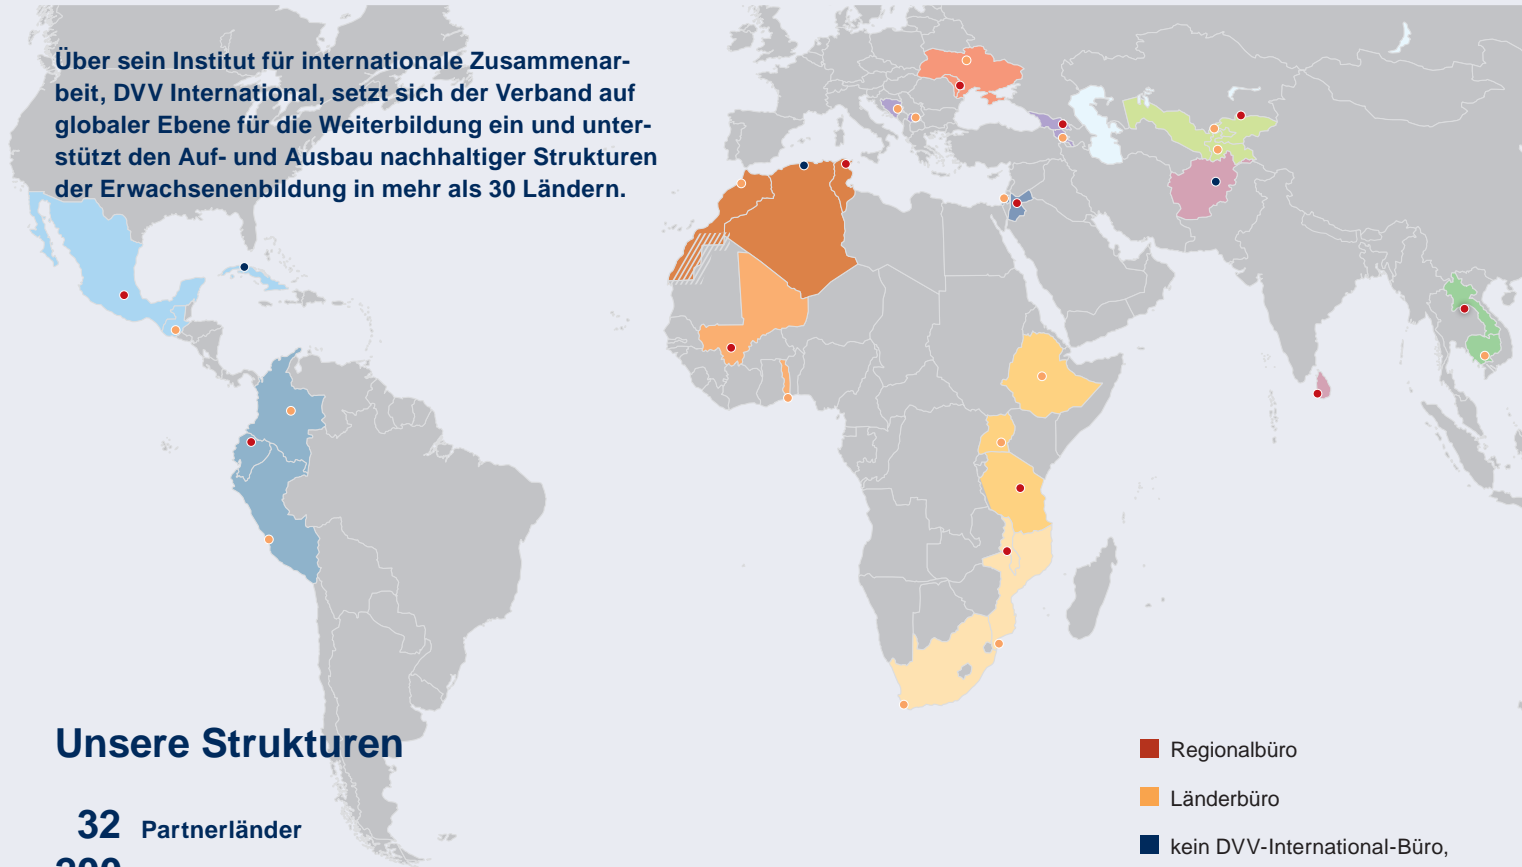 Über sein Institut für internationale Zusammenar-
beit, DVV International, setzt sich der Verband auf
globaler Ebene für die Weiterbildung ein und unter-
stützt den Auf- und Ausbau nachhaltiger Strukturen
der Erwachsenenbildung in mehr als 30 Ländern.
Unsere Strukturen
32 Partnerländer
Regionalbüro
Länderbüro
kein DVV-International-Büro,